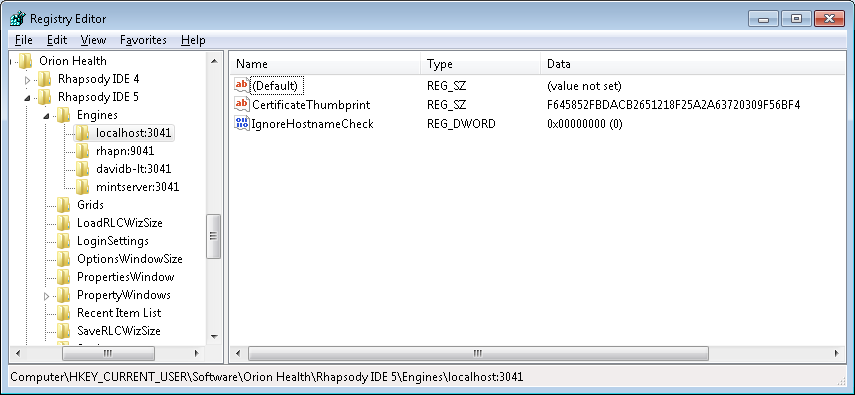 Registry Editor
File Edit View Favorites Help
Orion Health
Rhapsody IDE 4
Rhapsody IDE 5
Engines
localhost:3041
rhapn:9041
davidb-lt:3041
mintserver:3041
Grids
LoadRLCWizSize
LoginSettings
OptionsWindowSize
PropertiesWindow
PropertyWindows
Recent Item List
SaveRLCWizSize
Name Type Data
ab (Default) REG_SZ (value not set)
ab CertificateThumbprint REG_SZ F645852FBDACB2651218F25A2A63720309F56BF4
IgnoreHostnameCheck REG_DWORD 0x00000000 (0)
Computer\HKEY_CURRENT_USER\Software\Orion Health\Rhapsody IDE 5\Engines\localhost:3041